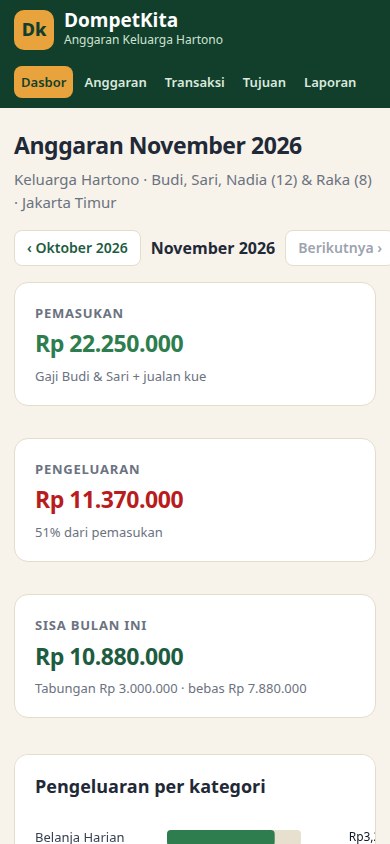 Dk
DompetKita
Anggaran Keluarga Hartono
Dasbor Anggaran Transaksi Tujuan Laporan
Anggaran November 2026
Keluarga Hartono · Budi, Sari, Nadia (12) & Raka (8)
· Jakarta Timur
‹ Oktober 2026 November 2026 Berikutnya ›
PEMASUKAN
Rp 22.250.000
Gaji Budi & Sari + jualan kue
PENGELUARAN
Rp 11.370.000
51% dari pemasukan
SISA BULAN INI
Rp 10.880.000
Tabungan Rp 3.000.000 · bebas Rp 7.880.000
Pengeluaran per kategori
Belanja Harian